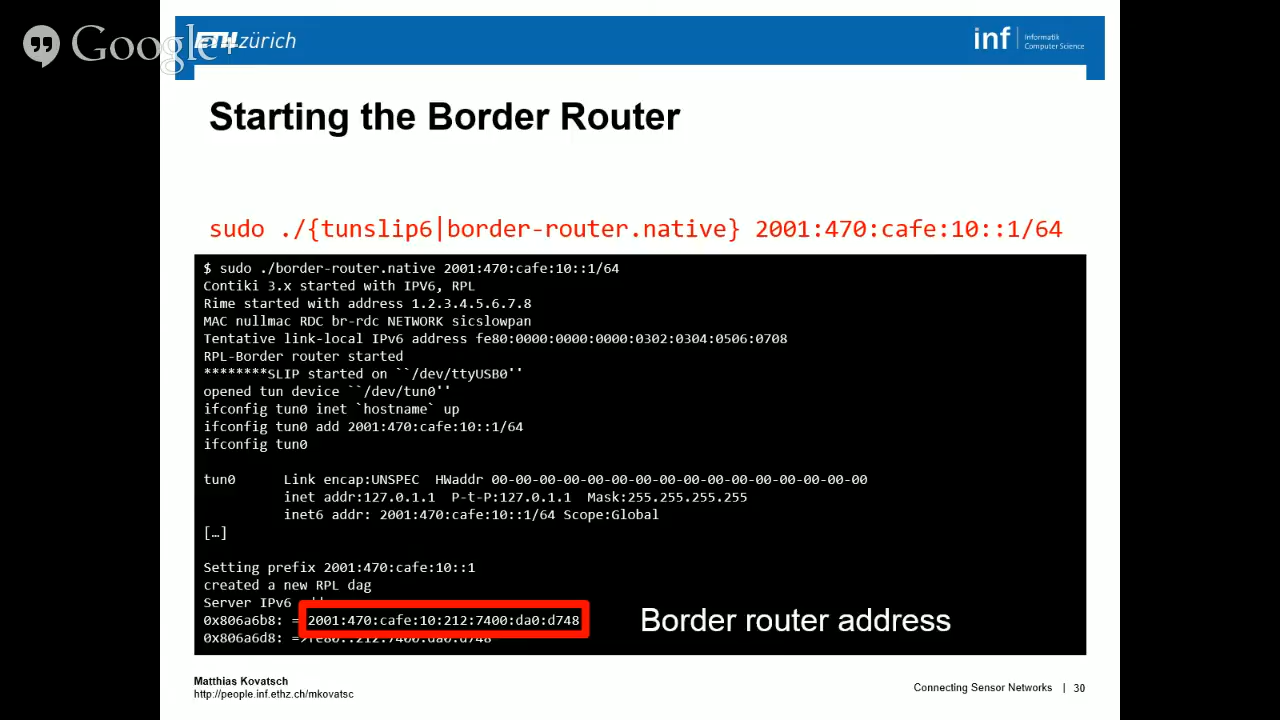 Google+
ETH zürich
inf
Informatik
Computer Science
Starting the Border Router
sudo ./{tunslip6|border-router.native} 2001:470:cafe:10::1/64
$ sudo ./border-router.native 2001:470:cafe:10::1/64
Contiki 3.x started with IPV6, RPL
Rime started with address 1.2.3.4.5.6.7.8
MAC nullmac RDC br-rdc NETWORK sicslowpan
Tentative link-local IPv6 address fe80:0000:0000:0000:0302:0304:0506:0708
RPL-Border router started
********SLIP started on ``/dev/ttyUSB0''
opened tun device ``/dev/tun0''
ifconfig tun0 inet `hostname` up
ifconfig tun0 add 2001:470:cafe:10::1/64
ifconfig tun0
tun0 Link encap:UNSPEC HWaddr 00-00-00-00-00-00-00-00-00-00-00-00-00-00-00-00
inet addr:127.0.1.1 P-t-P:127.0.1.1 Mask:255.255.255.255
inet6 addr: 2001:470:cafe:10::1/64 Scope:Global
[…]
Setting prefix 2001:470:cafe:10::1
created a new RPL dag
Server IPv6
0x806a6b8: =2001:470:cafe:10:212:7400:da0:d748
0x806a6d8: =>fe80::212:7400:da0:d748
Border router address
Matthias Kovatsch
http://people.inf.ethz.ch/mkovatsc
Connecting Sensor Networks | 30